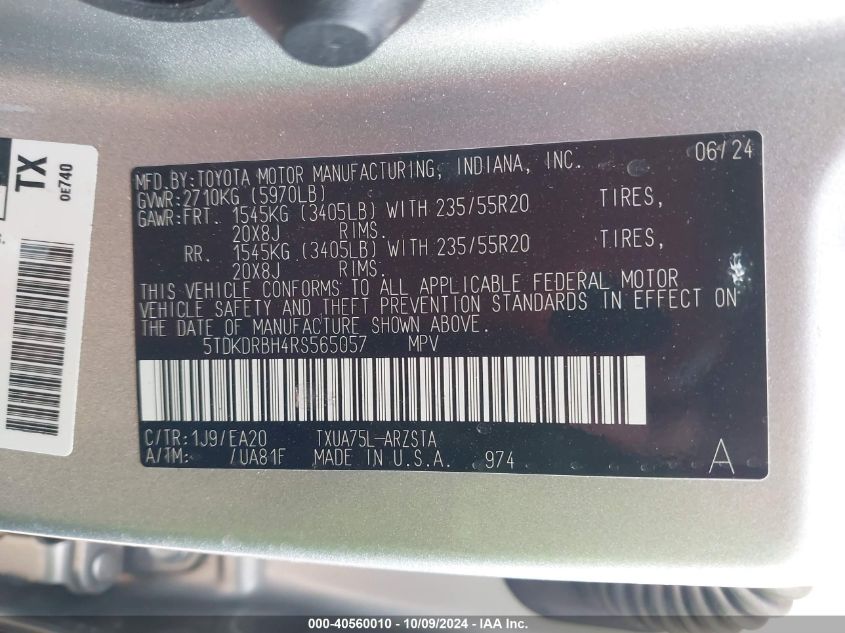 TX
0E740
MFD.BY:TOYOTA MOTOR MANUFACTURING, INDIANA, INC. 06/24
GVWR:2710KG (5970LB)
GAWR:FRT. 1545KG (3405LB) WITH 235/55R20 TIRES,
20X8J RIMS.
RR. 1545KG (3405LB) WITH 235/55R20 TIRES,
20X8J RIMS.
THIS VEHICLE CONFORMS TO ALL APPLICABLE FEDERAL MOTOR
VEHICLE SAFETY AND THEFT PREVENTION STANDARDS IN EFFECT ON
THE DATE OF MANUFACTURE SHOWN ABOVE.
5TDKDRBH4RS565057 MPV
C/TR:1J9/EA20 TXUA75L-ARZSTA
A/TM: /UA81F MADE IN U.S.A. 974 A
000-40560010 - 10/09/2024 - IAA Inc.